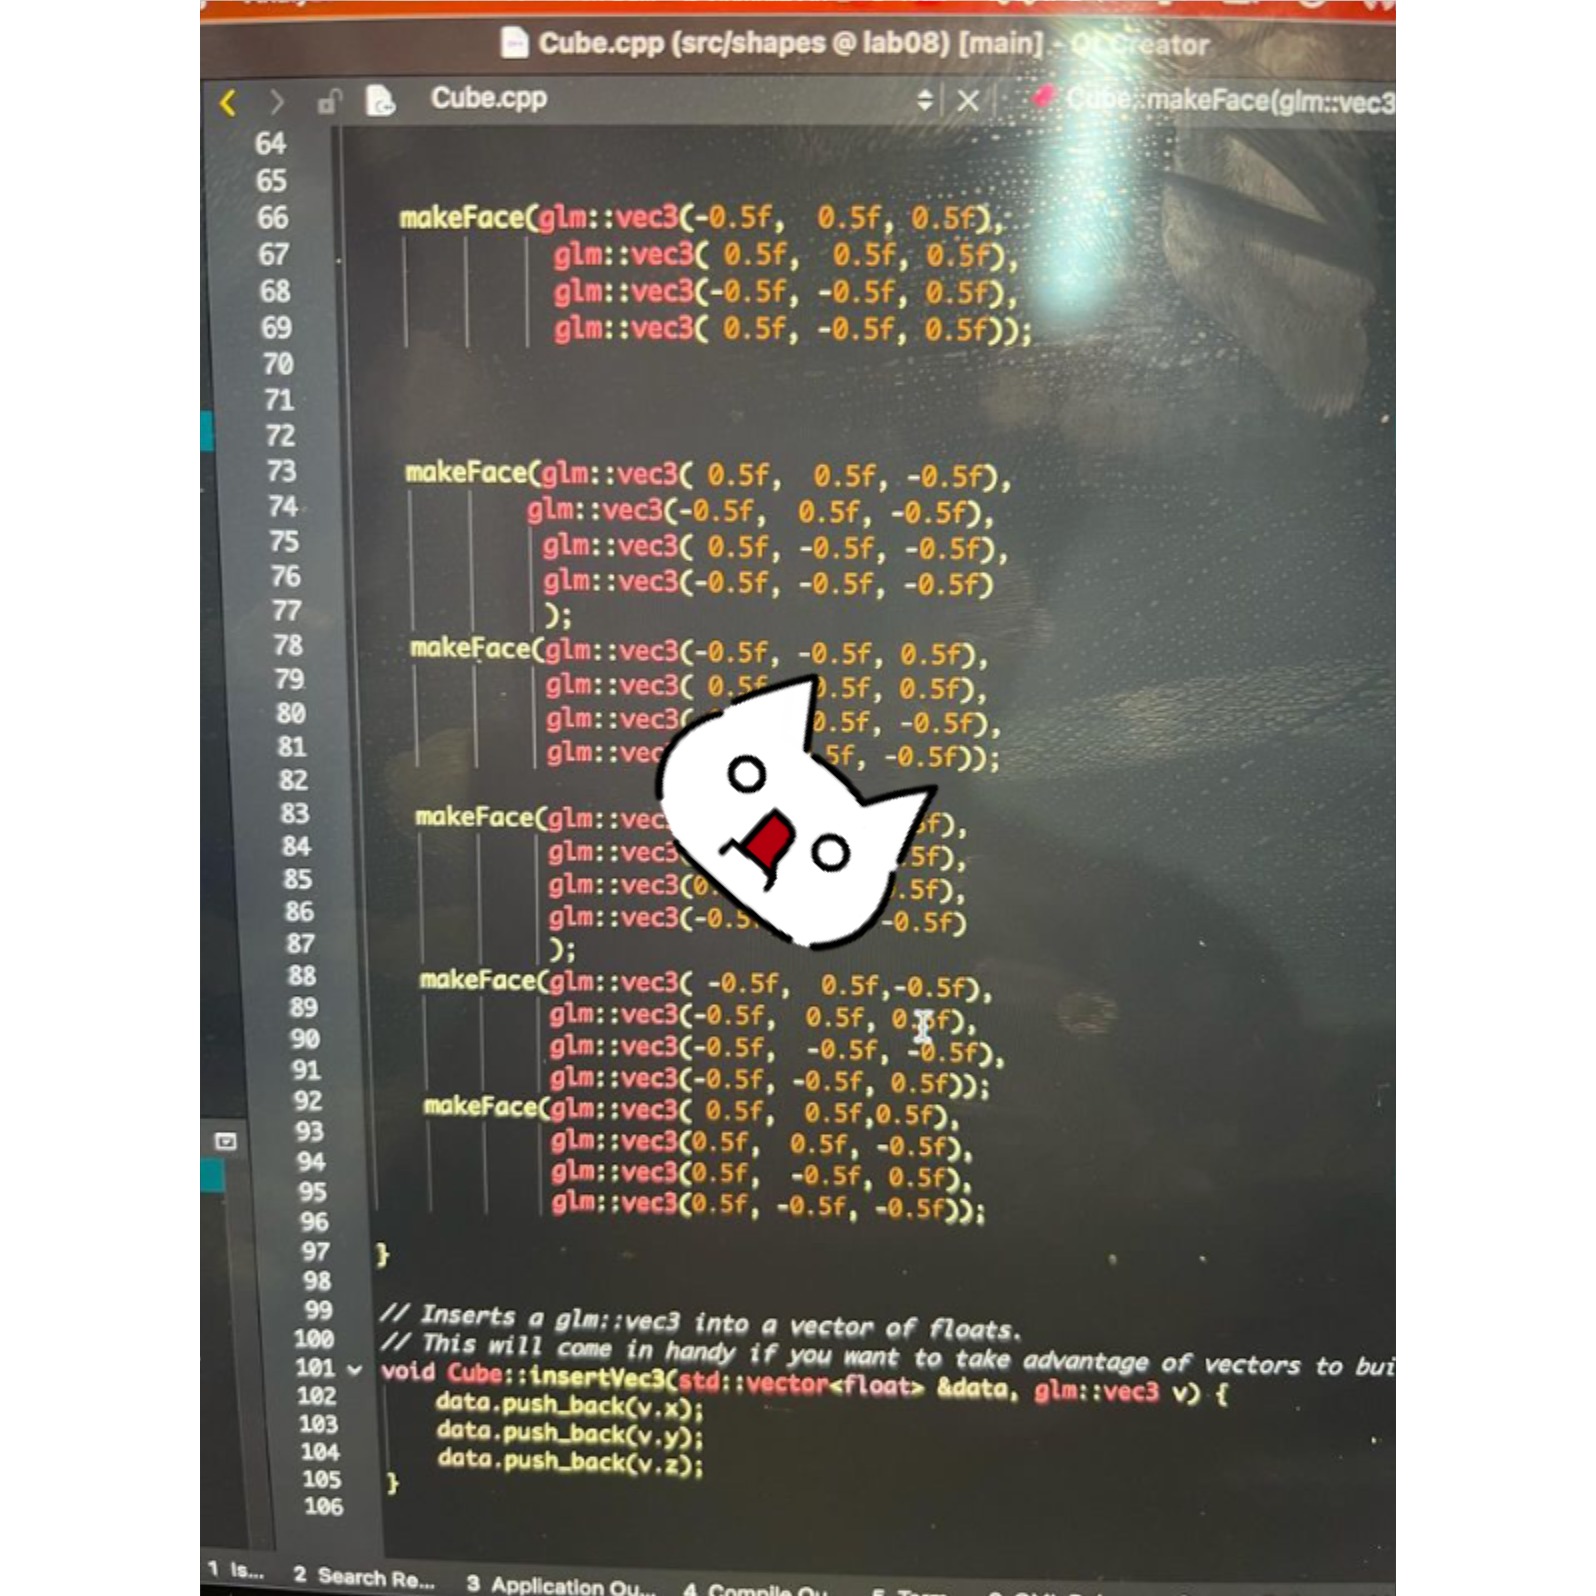 Cube.cpp (src/shapes @ lab08) [main] - Qt Creator
Cube.cpp Cube::makeFace(glm::vec3
64
65
66 makeFace(glm::vec3(-0.5f, 0.5f, 0.5f),
67 glm::vec3( 0.5f, 0.5f, 0.5f),
68 glm::vec3(-0.5f, -0.5f, 0.5f),
69 glm::vec3( 0.5f, -0.5f, 0.5f));
70
71
72
73 makeFace(glm::vec3( 0.5f, 0.5f, -0.5f),
74 glm::vec3(-0.5f, 0.5f, -0.5f),
75 glm::vec3( 0.5f, -0.5f, -0.5f),
76 glm::vec3(-0.5f, -0.5f, -0.5f)
77 );
78 makeFace(glm::vec3(-0.5f, -0.5f, 0.5f),
79 glm::vec3( 0.5f 0.5f, 0.5f),
80 glm::vec3( 0.5f, -0.5f),
81 glm::vec 5f, -0.5f));
82
83 makeFace(glm::vec 5f),
84 glm::vec3 5f),
85 glm::vec3(0. .5f),
86 glm::vec3(-0.5 -0.5f)
87 );
88 makeFace(glm::vec3( -0.5f, 0.5f,-0.5f),
89 glm::vec3(-0.5f, 0.5f, 0.5f),
90 glm::vec3(-0.5f, -0.5f, -0.5f),
91 glm::vec3(-0.5f, -0.5f, 0.5f));
92 makeFace(glm::vec3( 0.5f, 0.5f,0.5f),
93 glm::vec3(0.5f, 0.5f, -0.5f),
94 glm::vec3(0.5f, -0.5f, 0.5f),
95 glm::vec3(0.5f, -0.5f, -0.5f));
96
97 }
98
99 // Inserts a glm::vec3 into a vector of floats.
100 // This will come in handy if you want to take advantage of vectors to bui
101 void Cube::insertVec3(std::vector<float> &data, glm::vec3 v) {
102 data.push_back(v.x);
103 data.push_back(v.y);
104 data.push_back(v.z);
105 }
106
1 Is... 2 Search Re... 3 Application Ou... 4 Compile Ou... 5 Term